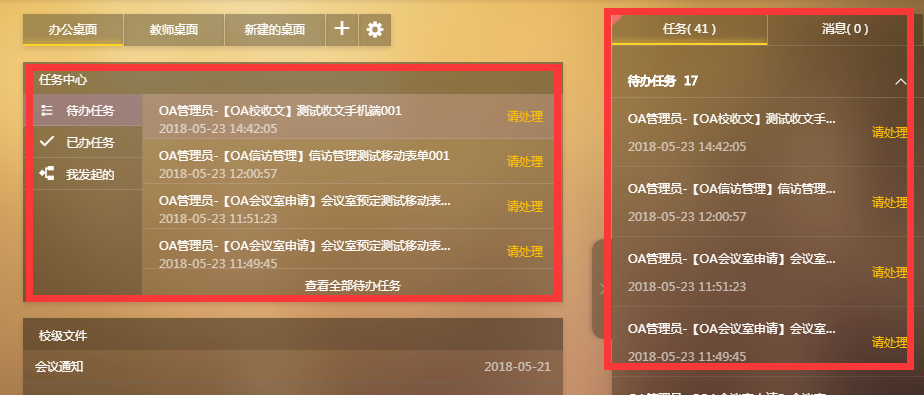 办公桌面
教师桌面
新建的桌面
任务中心
待办任务
已办任务
我发起的
OA管理员-【OA校收文】测试收文手机端001
2018-05-23 14:42:05
请处理
OA管理员-【OA信访管理】信访管理测试移动表单001
2018-05-23 12:00:57
请处理
OA管理员-【OA会议室申请】会议室预定测试移动表...
2018-05-23 11:51:23
请处理
OA管理员-【OA会议室申请】会议室预定测试移动表...
2018-05-23 11:49:45
请处理
查看全部待办任务
校级文件
会议通知
2018-05-21
任务( 41 )
消息( 0 )
待办任务 17
OA管理员-【OA校收文】测试收文手...
2018-05-23 14:42:05
请处理
OA管理员-【OA信访管理】信访管理...
2018-05-23 12:00:57
请处理
OA管理员-【OA会议室申请】会议室...
2018-05-23 11:51:23
请处理
OA管理员-【OA会议室申请】会议室...
2018-05-23 11:49:45
请处理